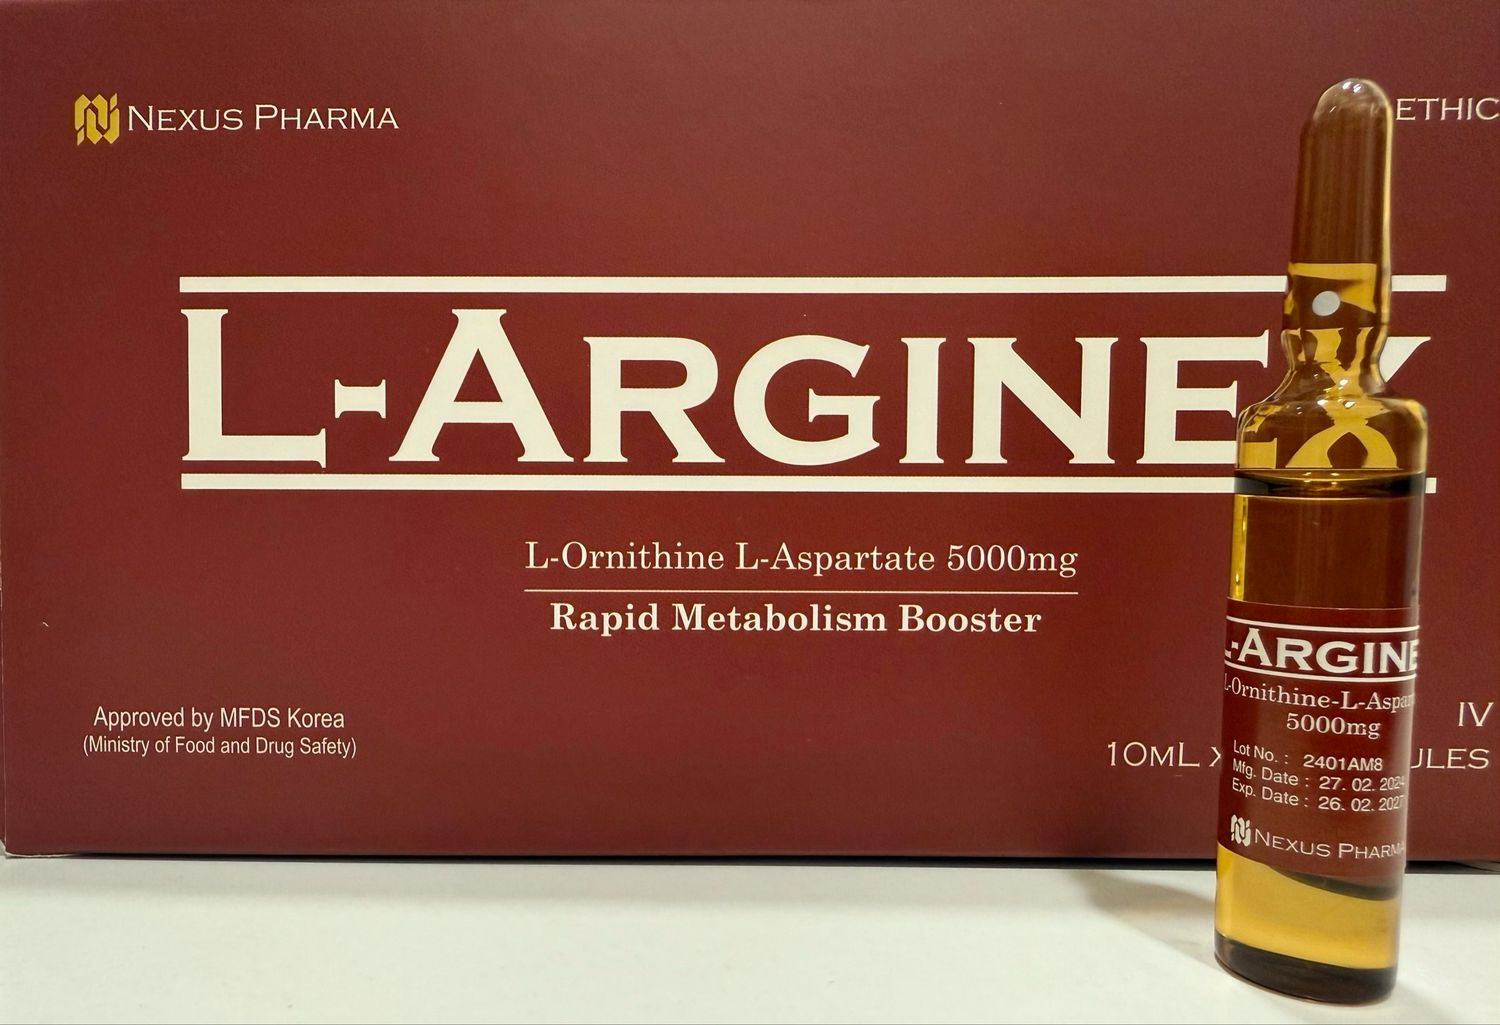 NEXUS PHARMA
ETHIC
L-ARGINEX
L-Ornithine L-Aspartate 5000mg
Rapid Metabolism Booster
Approved by MFDS Korea
(Ministry of Food and Drug Safety)
IV
10ML X
ULES
L-ARGINE
L-Ornithine-L-Aspar
5000mg
Lot No. : 2401AM8
Mfg. Date : 27. 02. 2024
Exp. Date : 26. 02. 2027
NEXUS PHARMA